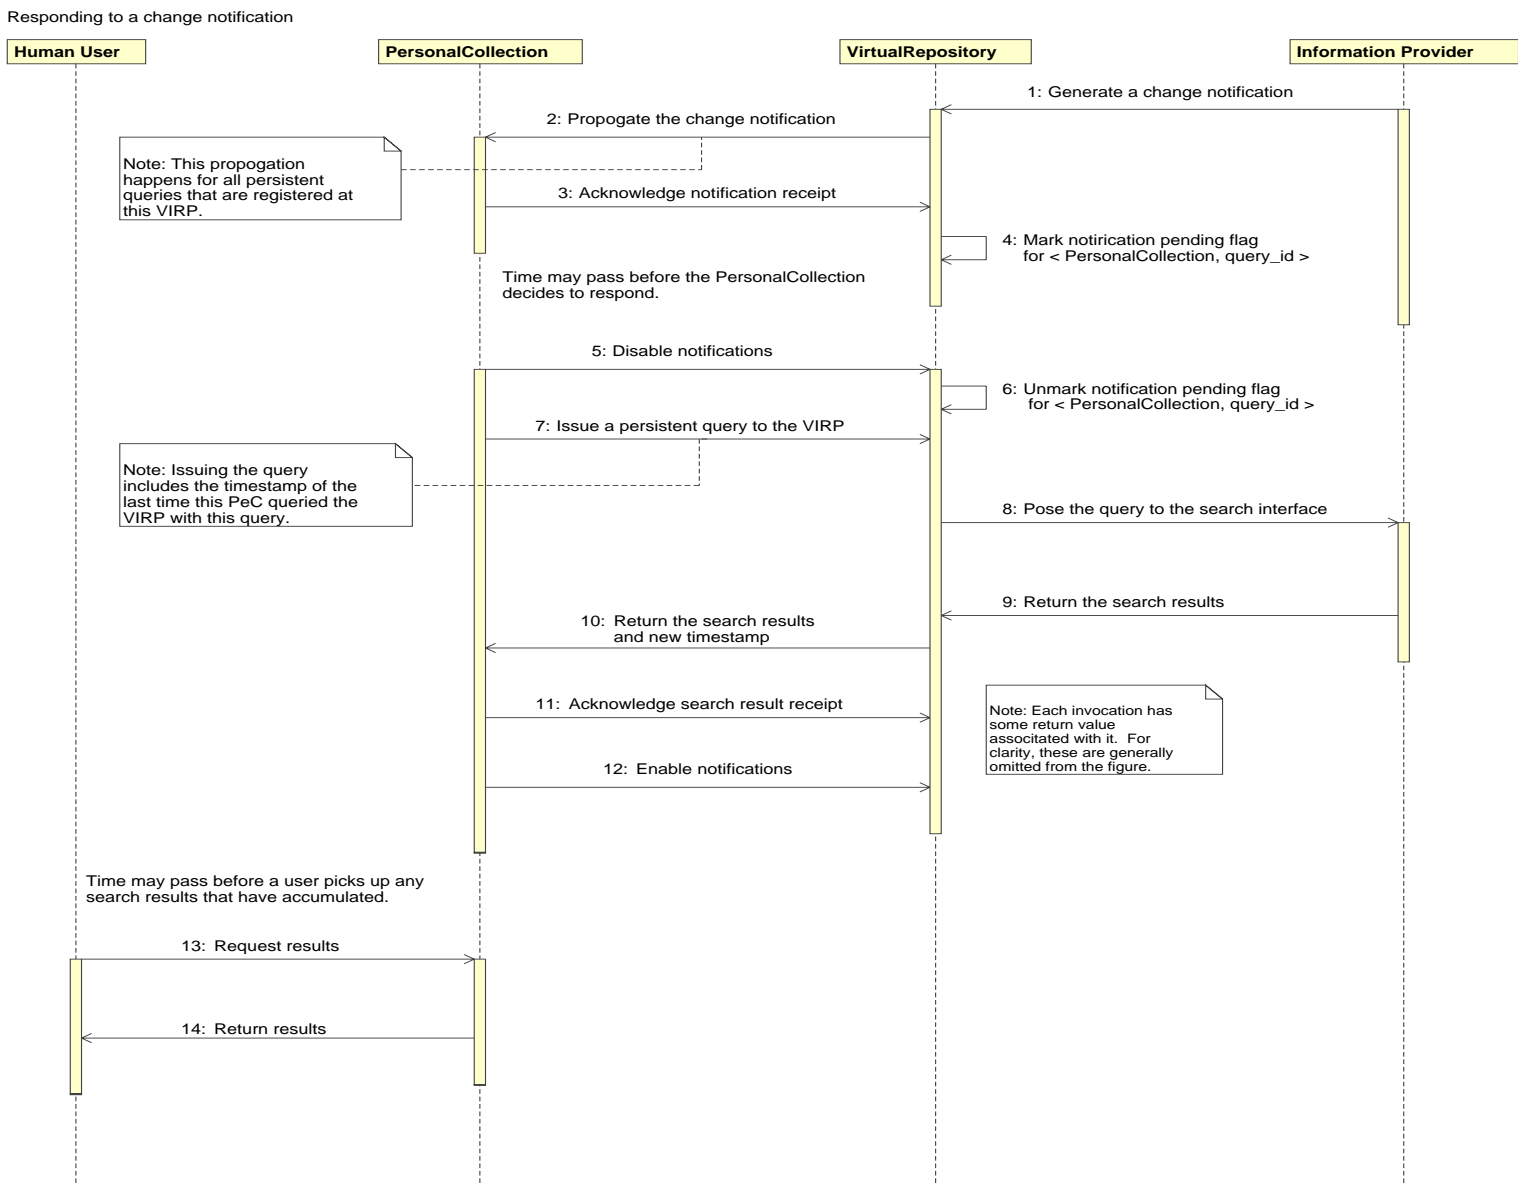 Responding to a change notification
Human User
PersonalCollection
VirtualRepository
Information Provider
1: Generate a change notification
2: Propogate the change notification
Note: This propogation
happens for all persistent
queries that are registered at
this VIRP.
3: Acknowledge notification receipt
4: Mark notirication pending flag
for < PersonalCollection, query_id >
Time may pass before the PersonalCollection
decides to respond.
5: Disable notifications
6: Unmark notification pending flag
for < PersonalCollection, query_id >
7: Issue a persistent query to the VIRP
Note: Issuing the query
includes the timestamp of the
last time this PeC queried the
VIRP with this query.
8: Pose the query to the search interface
9: Return the search results
10: Return the search results
and new timestamp
11: Acknowledge search result receipt
Note: Each invocation has
some return value
associtated with it. For
clarity, these are generally
omitted from the figure.
12: Enable notifications
Time may pass before a user picks up any
search results that have accumulated.
13: Request results
14: Return results